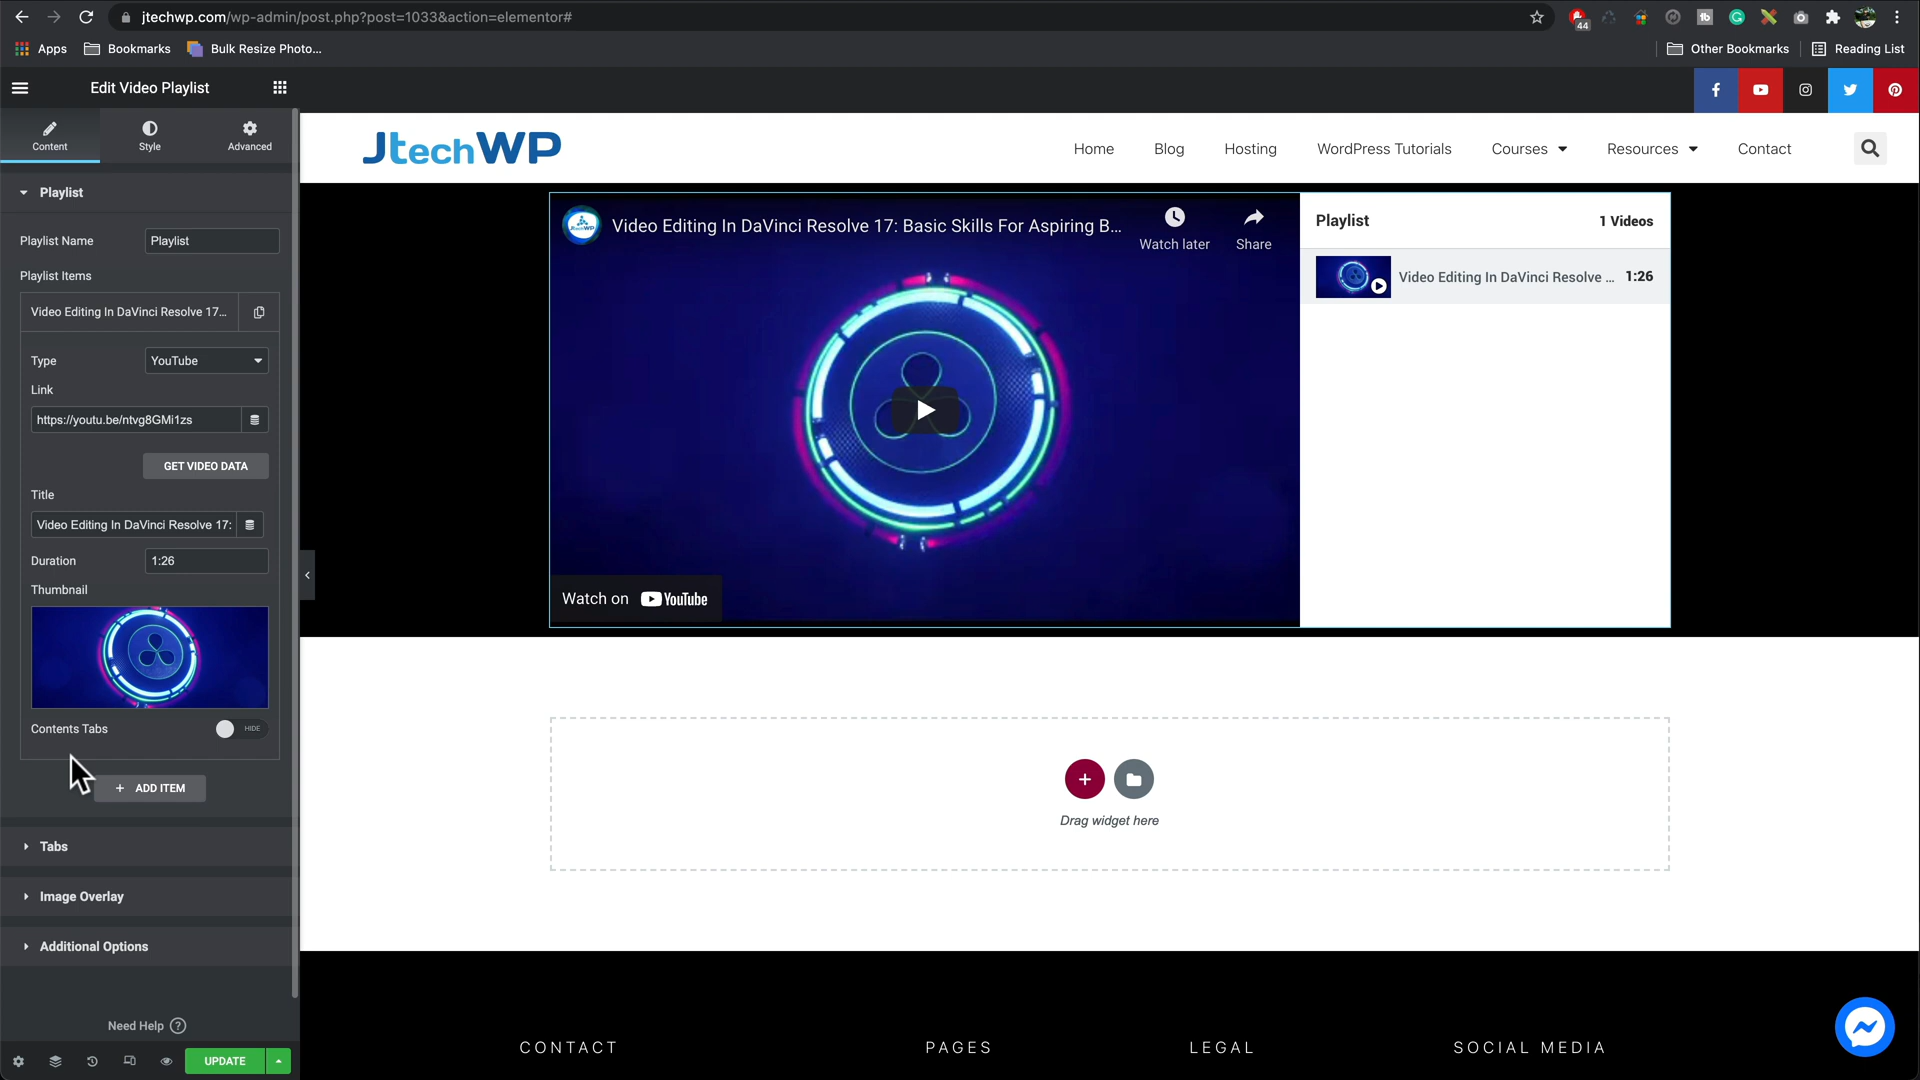 jtechwp.com/wp-admin/post.php?post=1033&action=elementor#
44
Apps
Bookmarks
Bulk Resize Photo...
Other Bookmarks
Reading List
Edit Video Playlist
Content
Style
Advanced
JtechWP
Home
Blog
Hosting
WordPress Tutorials
Courses
Resources
Contact
Playlist
Playlist Name
Playlist
Playlist Items
Video Editing In DaVinci Resolve 17...
Type
YouTube
Link
https://youtu.be/ntvg8GMi1zs
GET VIDEO DATA
Title
Video Editing In DaVinci Resolve 17:
Duration
1:26
Thumbnail
Contents Tabs
HIDE
+ ADD ITEM
Tabs
Image Overlay
Additional Options
Need Help ?
UPDATE
Video Editing In DaVinci Resolve 17: Basic Skills For Aspiring B...
Watch later
Share
Watch on YouTube
Playlist
1 Videos
Video Editing In DaVinci Resolve ...
1:26
Drag widget here
CONTACT
PAGES
LEGAL
SOCIAL MEDIA